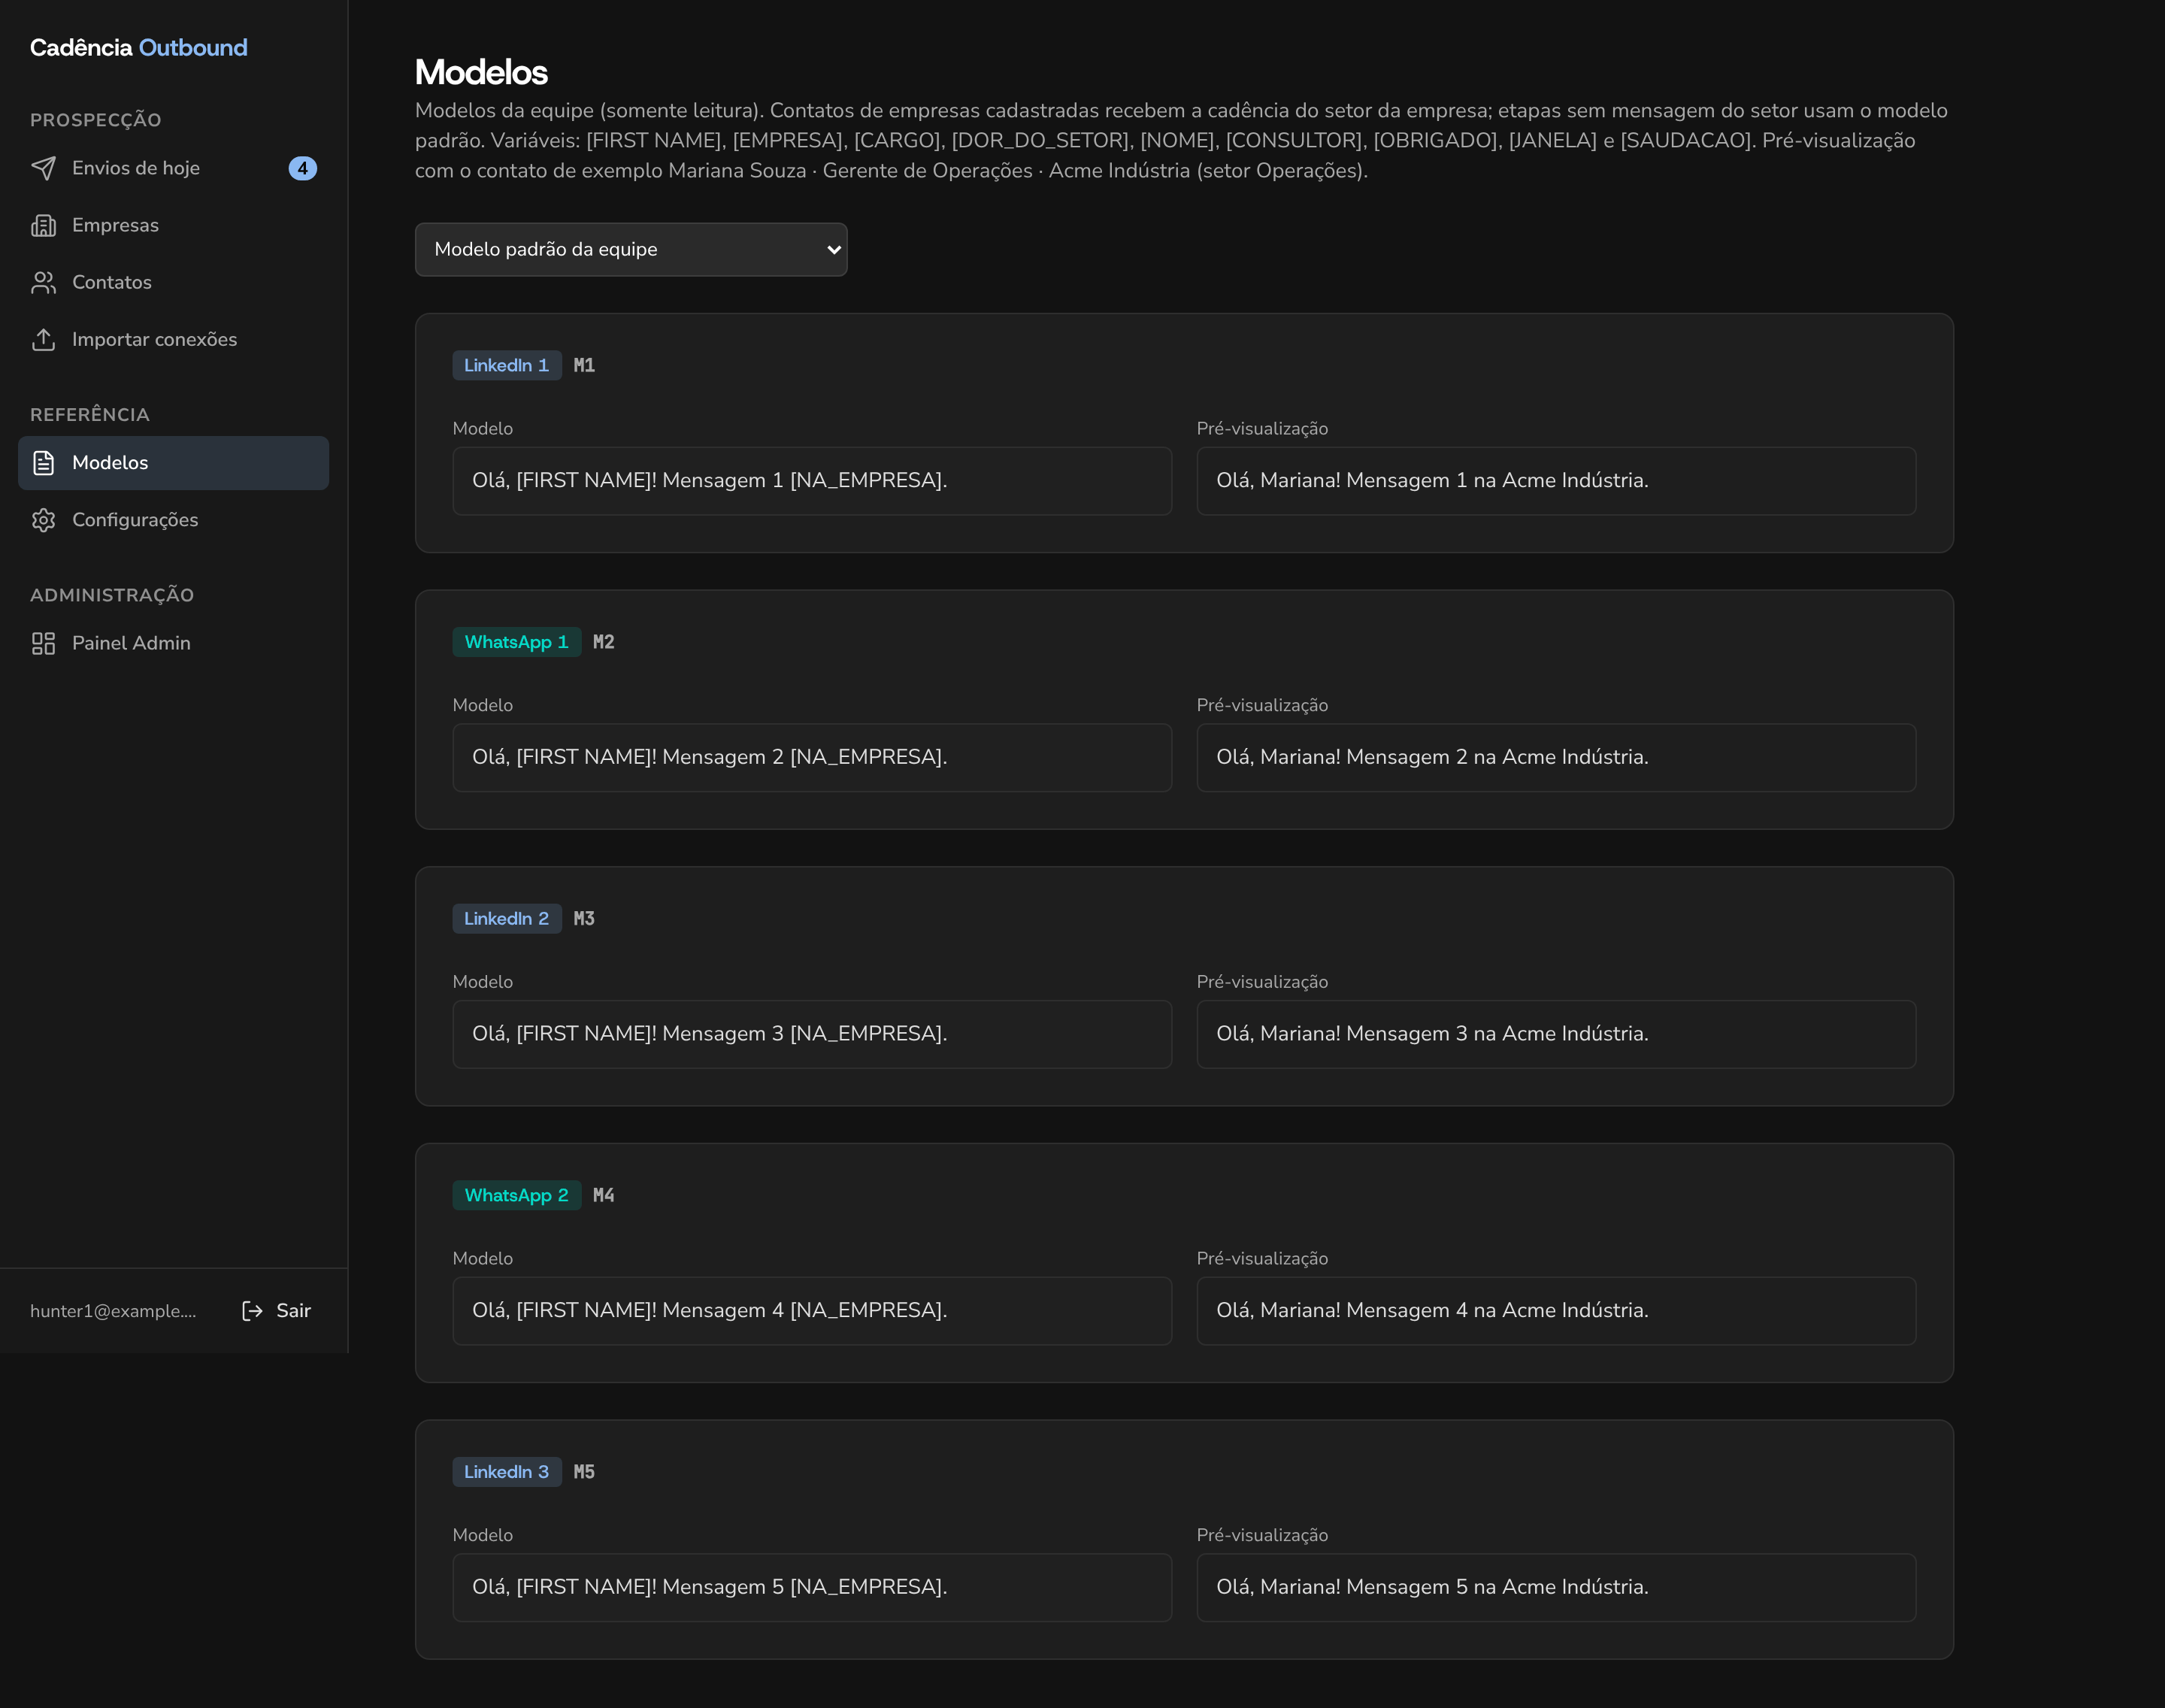 Cadência Outbound
PROSPECÇÃO
Envios de hoje 4
Empresas
Contatos
Importar conexões
REFERÊNCIA
Modelos
Configurações
ADMINISTRAÇÃO
Painel Admin
hunter1@example.... Sair
Modelos
Modelos da equipe (somente leitura). Contatos de empresas cadastradas recebem a cadência do setor da empresa; etapas sem mensagem do setor usam o modelo
padrão. Variáveis: [FIRST NAME], [EMPRESA], [CARGO], [DOR_DO_SETOR], [NOME], [CONSULTOR], [OBRIGADO], [JANELA] e [SAUDACAO]. Pré-visualização
com o contato de exemplo Mariana Souza · Gerente de Operações · Acme Indústria (setor Operações).
Modelo padrão da equipe
LinkedIn 1 M1
Modelo Pré-visualização
Olá, [FIRST NAME]! Mensagem 1 [NA_EMPRESA]. Olá, Mariana! Mensagem 1 na Acme Indústria.
WhatsApp 1 M2
Modelo Pré-visualização
Olá, [FIRST NAME]! Mensagem 2 [NA_EMPRESA]. Olá, Mariana! Mensagem 2 na Acme Indústria.
LinkedIn 2 M3
Modelo Pré-visualização
Olá, [FIRST NAME]! Mensagem 3 [NA_EMPRESA]. Olá, Mariana! Mensagem 3 na Acme Indústria.
WhatsApp 2 M4
Modelo Pré-visualização
Olá, [FIRST NAME]! Mensagem 4 [NA_EMPRESA]. Olá, Mariana! Mensagem 4 na Acme Indústria.
LinkedIn 3 M5
Modelo Pré-visualização
Olá, [FIRST NAME]! Mensagem 5 [NA_EMPRESA]. Olá, Mariana! Mensagem 5 na Acme Indústria.